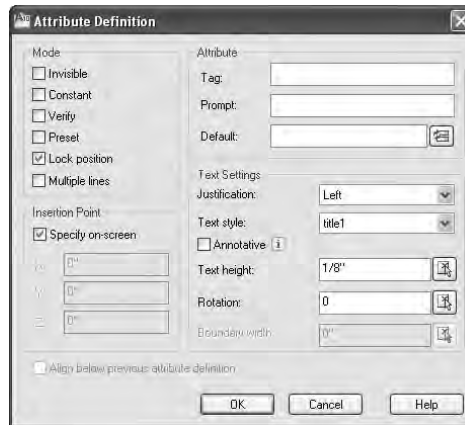 Attribute Definition
Mode
Invisible
Constant
Verify
Preset
Lock position
Multiple lines
Insertion Point
Specify on-screen
0"
0"
0"
Attribute
Tag:
Prompt:
Default:
Text Settings
Justification:
Left
Text style:
title1
Annotative
Text height:
1/8"
Rotation:
0
Boundary width:
0"
Align below previous attribute definition
OK
Cancel
Help